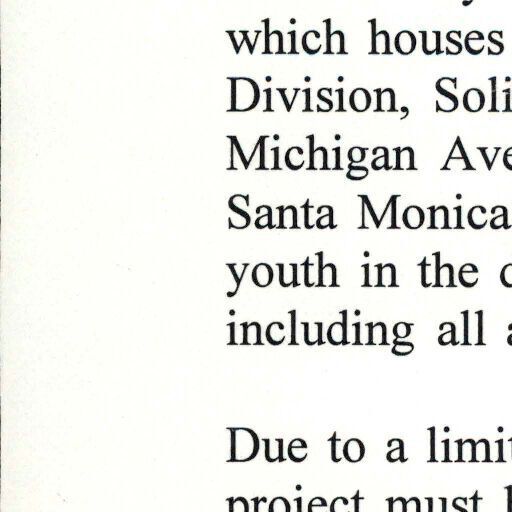 which houses
Division, Soli
Michigan Ave
Santa Monica
youth in the
including all
Due to a limit
project must